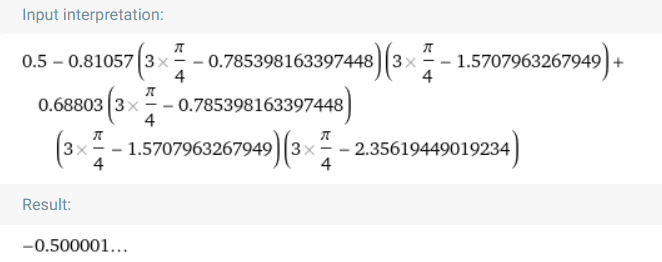 Input interpretation:
0.5 − 0.81057 (3 × π/4 − 0.785398163397448) (3 × π/4 − 1.5707963267949) +
0.68803 (3 × π/4 − 0.785398163397448)
(3 × π/4 − 1.5707963267949) (3 × π/4 − 2.35619449019234)
Result:
−0.500001…